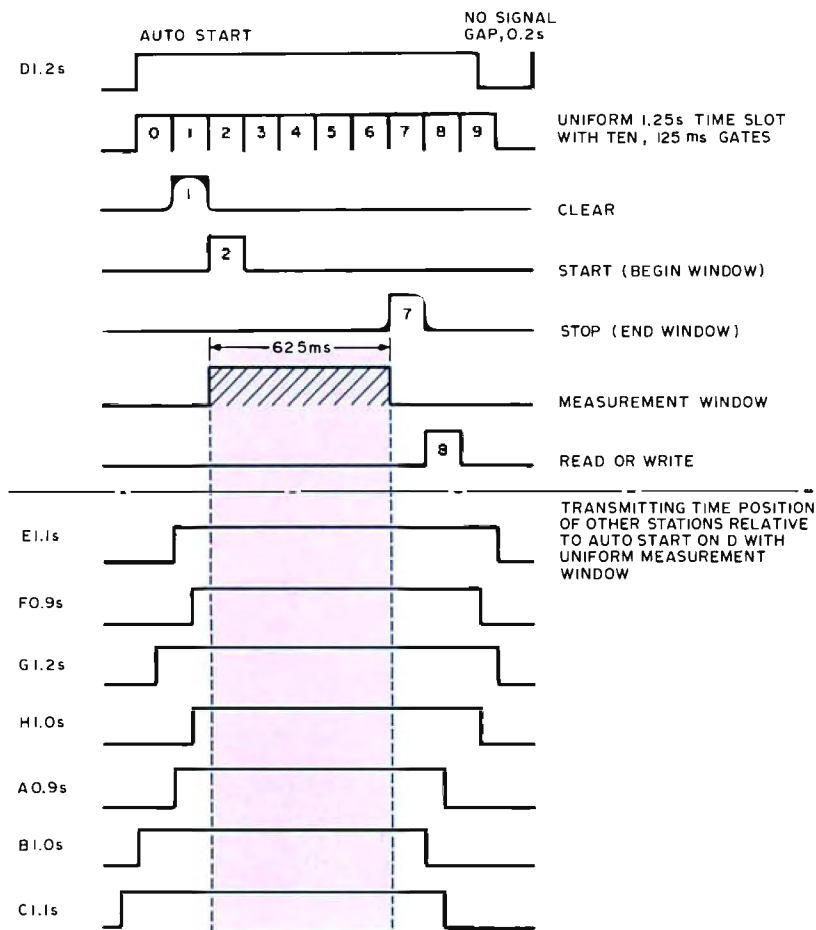 NO SIGNAL
AUTO START GAP, 0.2s
D1.2s
UNIFORM 1.25s TIME SLOT
0 1 2 3 4 5 6 7 8 9 WITH TEN, 125 ms GATES
1
CLEAR
2
START (BEGIN WINDOW)
7
STOP (END WINDOW)
625ms
MEASUREMENT WINDOW
8
READ OR WRITE
TRANSMITTING TIME POSITION
OF OTHER STATIONS RELATIVE
TO AUTO START ON D WITH
UNIFORM MEASUREMENT
WINDOW
E1.1s
F0.9s
G1.2s
H1.0s
A0.9s
B1.0s
C1.1s